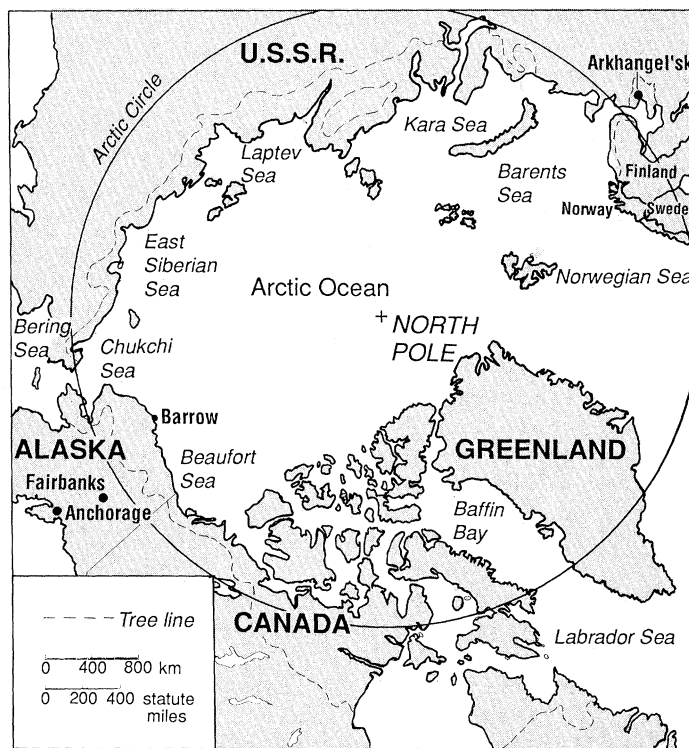 U.S.S.R.
Arkhangel'sk
Arctic Circle
Kara Sea
Laptev
Sea
Barents
Sea
Finland
Norway
Swede
East
Siberian
Sea
Norwegian Sea
Arctic Ocean
+ NORTH
POLE
Bering
Sea
Chukchi
Sea
Barrow
ALASKA
Beaufort
Sea
GREENLAND
Fairbanks
Anchorage
Baffin
Bay
Tree line
CANADA
Labrador Sea
0 400 800 km
0 200 400 statute
miles